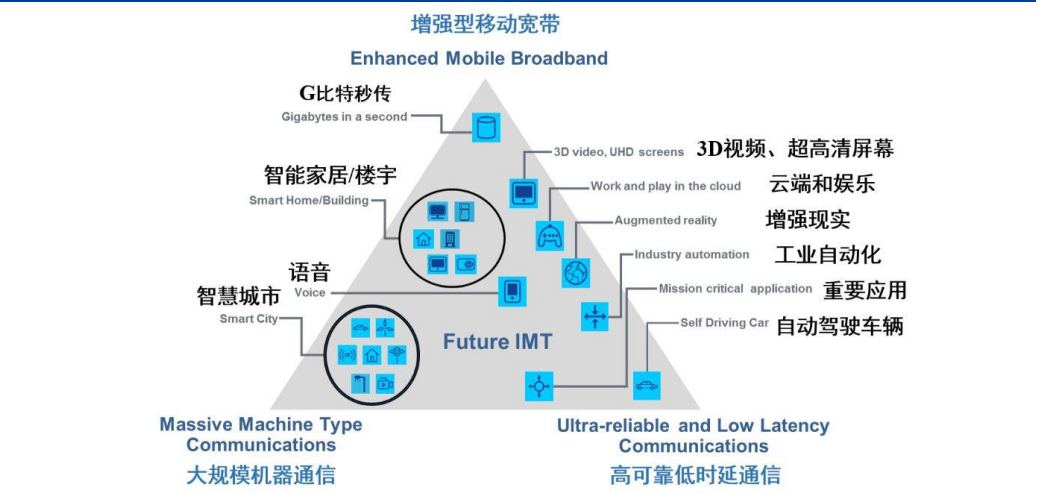 增强型移动宽带
Enhanced Mobile Broadband
G比特秒传
Gigabytes in a second
3D video, UHD screens 3D视频、超高清屏幕
智能家居/楼宇
Smart Home/Building
Work and play in the cloud 云端和娱乐
Augmented reality 增强现实
Industry automation 工业自动化
语音
Voice
Mission critical application 重要应用
智慧城市
Smart City
Self Driving Car 自动驾驶车辆
Future IMT
Massive Machine Type
Communications
大规模机器通信
Ultra-reliable and Low Latency
Communications
高可靠低时延通信